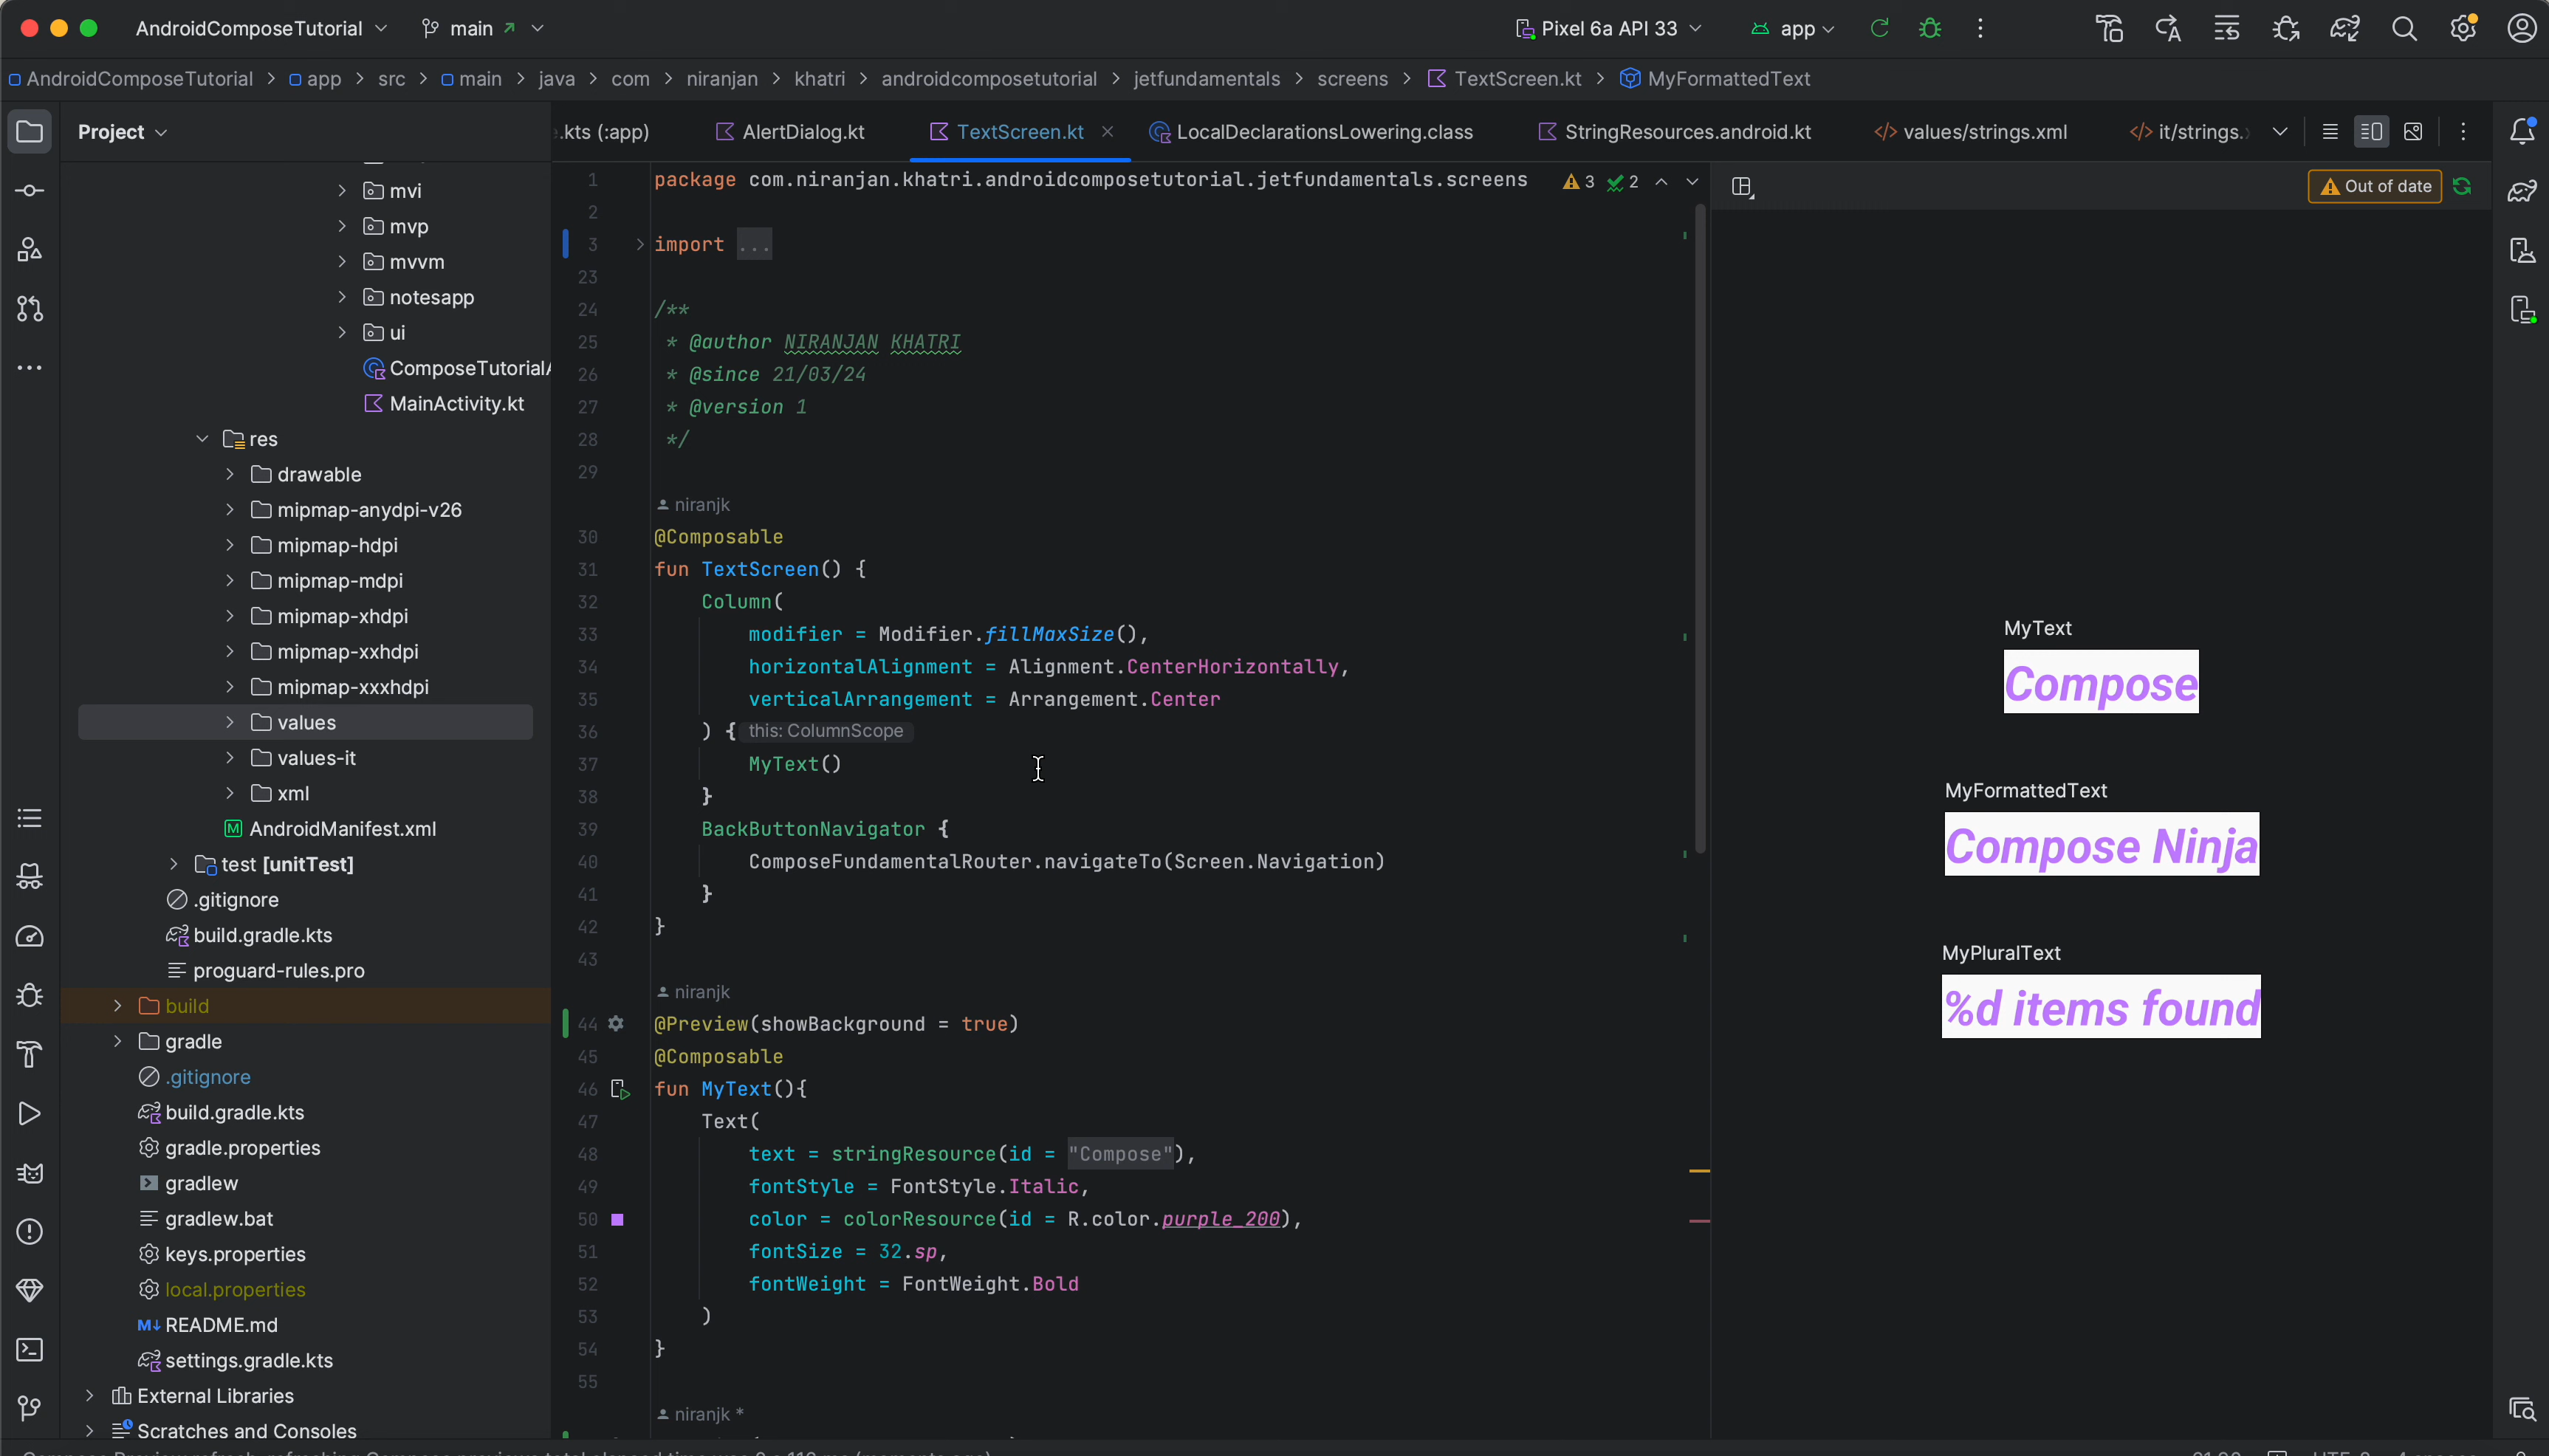 AndroidComposeTutorial main Pixel 6a API 33 app
AndroidComposeTutorial app src main java com niranjan khatri androidcomposetutorial jetfundamentals screens TextScreen.kt MyFormattedText
Project
.kts (:app) AlertDialog.kt TextScreen.kt LocalDeclarationsLowering.class StringResources.android.kt values/strings.xml it/strings.
mvi
mvp
mvvm
notesapp
ui
ComposeTutorial
MainActivity.kt
res
drawable
mipmap-anydpi-v26
mipmap-hdpi
mipmap-mdpi
mipmap-xhdpi
mipmap-xxhdpi
mipmap-xxxhdpi
values
values-it
xml
AndroidManifest.xml
test [unitTest]
.gitignore
build.gradle.kts
proguard-rules.pro
build
gradle
.gitignore
build.gradle.kts
gradle.properties
gradlew
gradlew.bat
keys.properties
local.properties
README.md
settings.gradle.kts
External Libraries
Scratches and Consoles
1 package com.niranjan.khatri.androidcomposetutorial.jetfundamentals.screens 3 2
2
3 import ...
23
24 /**
25 * @author NIRANJAN KHATRI
26 * @since 21/03/24
27 * @version 1
28 */
29
niranjk
30 @Composable
31 fun TextScreen() {
32 Column(
33 modifier = Modifier.fillMaxSize(),
34 horizontalAlignment = Alignment.CenterHorizontally,
35 verticalArrangement = Arrangement.Center
36 ) { this: ColumnScope
37 MyText()
38 }
39 BackButtonNavigator {
40 ComposeFundamentalRouter.navigateTo(Screen.Navigation)
41 }
42 }
43
niranjk
44 @Preview(showBackground = true)
45 @Composable
46 fun MyText(){
47 Text(
48 text = stringResource(id = "Compose"),
49 fontStyle = FontStyle.Italic,
50 color = colorResource(id = R.color.purple_200),
51 fontSize = 32.sp,
52 fontWeight = FontWeight.Bold
53 )
54 }
55
niranjk *
Out of date
MyText
Compose
MyFormattedText
Compose Ninja
MyPluralText
%d items found